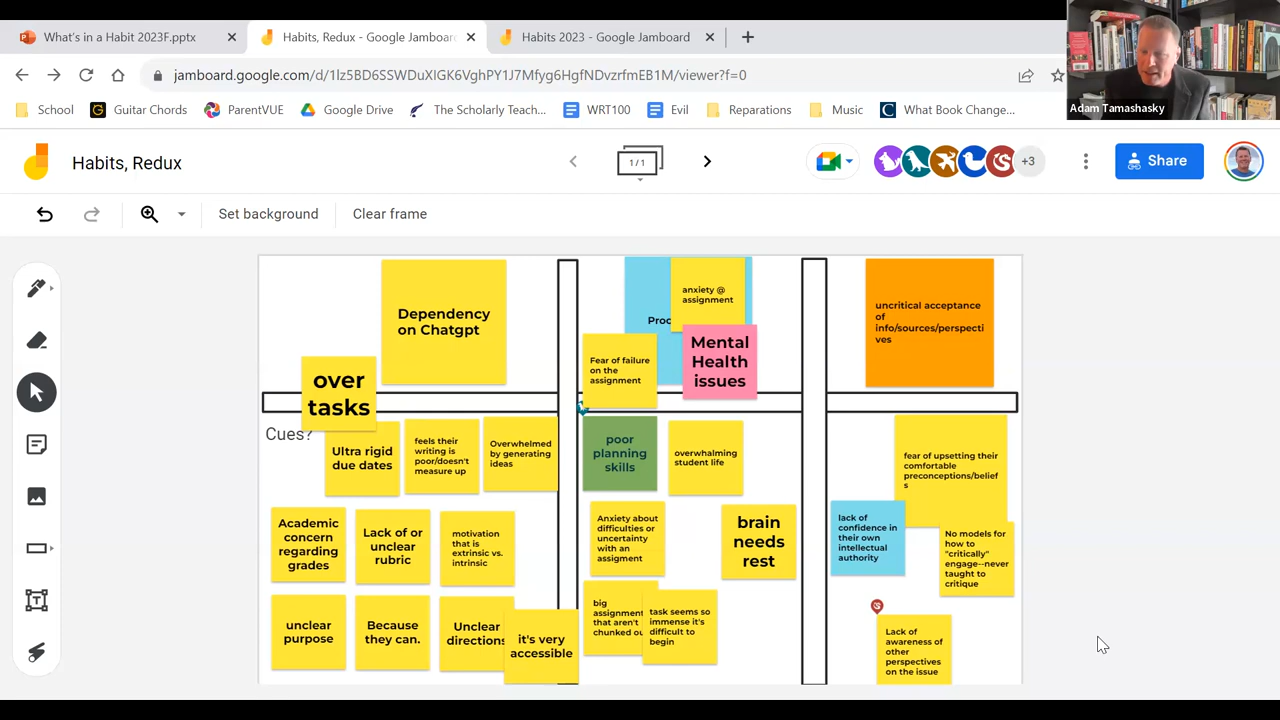 What's in a Habit 2023F.pptx
Habits, Redux - Google Jamboard
Habits 2023 - Google Jamboard
jamboard.google.com/d/1Iz5BD6SSWDuXIGK6VghPY1J7Mfyg6HgfNDvzrfmEB1M/viewer?f=0
Adam Tamashasky
School
Guitar Chords
ParentVUE
Google Drive
The Scholarly Teach...
WRT100
Evil
Reparations
Music
What Book Change...
Habits, Redux
1/1
+3
Share
Set background
Clear frame
Dependency
on Chatgpt
over
tasks
Proc
anxiety @
assignment
Fear of failure
on the
assignment
Mental
Health
issues
uncritical acceptance
of
info/sources/perspecti
ves
Cues?
Ultra rigid
due dates
feels their
writing is
poor/doesn't
measure up
Overwhelmed
by generating
ideas
poor
planning
skills
overwhalming
student life
fear of upsetting their
comfortable
preconceptions/belief
s
Academic
concern
regarding
grades
Lack of or
unclear
rubric
motivation
that is
extrinsic vs.
intrinsic
Anxiety about
difficulties or
uncertainty
with an
assigment
brain
needs
rest
lack of
confidence in
their own
intellectual
authority
No models for
how to
"critically"
engage--never
taught to
critique
unclear
purpose
Because
they can.
Unclear
directions
it's very
accessible
big
assignment
that aren't
chunked ou
task seems so
immense it's
difficult to
begin
Lack of
awareness of
other
perspectives
on the issue